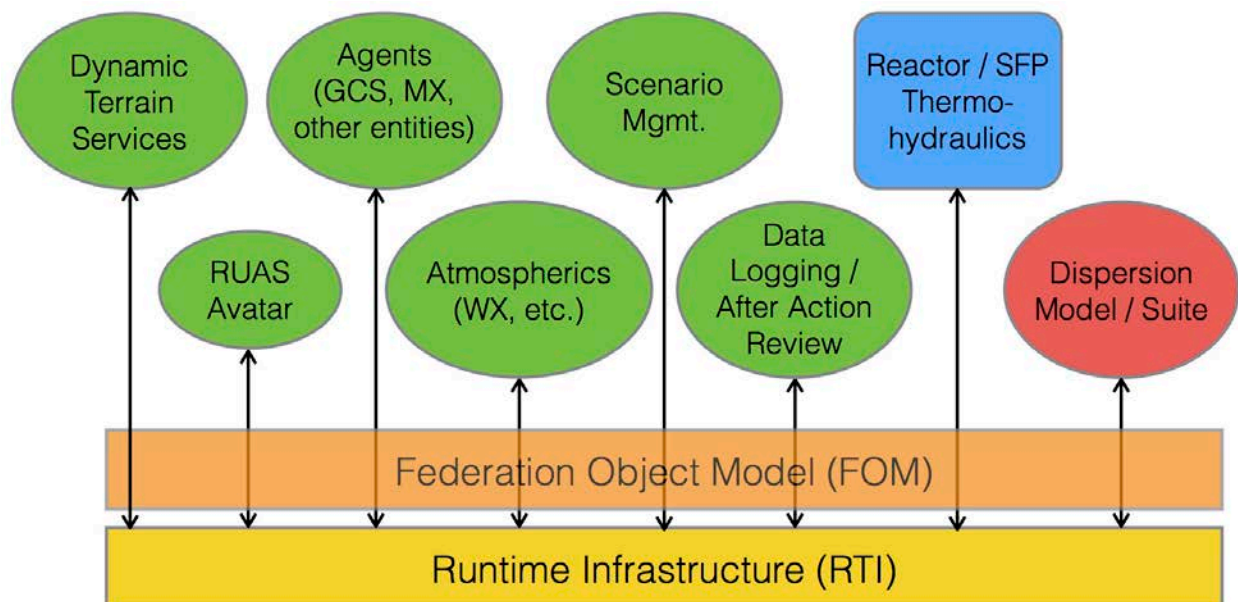 Dynamic
Terrain
Services
Agents
(GCS, MX,
other entities)
Scenario
Mgmt.
Reactor / SFP
Thermo-
hydraulics
RUAS
Avatar
Atmospherics
(WX, etc.)
Data
Logging /
After Action
Review
Dispersion
Model / Suite
Federation Object Model (FOM)
Runtime Infrastructure (RTI)